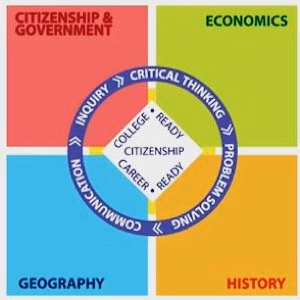 CITIZENSHIP &
GOVERNMENT
ECONOMICS
INQUIRY » CRITICAL THINKING » PROBLEM SOLVING » COMMUNICATION »
COLLEGE • READY
CITIZENSHIP
CAREER • READY
GEOGRAPHY
HISTORY